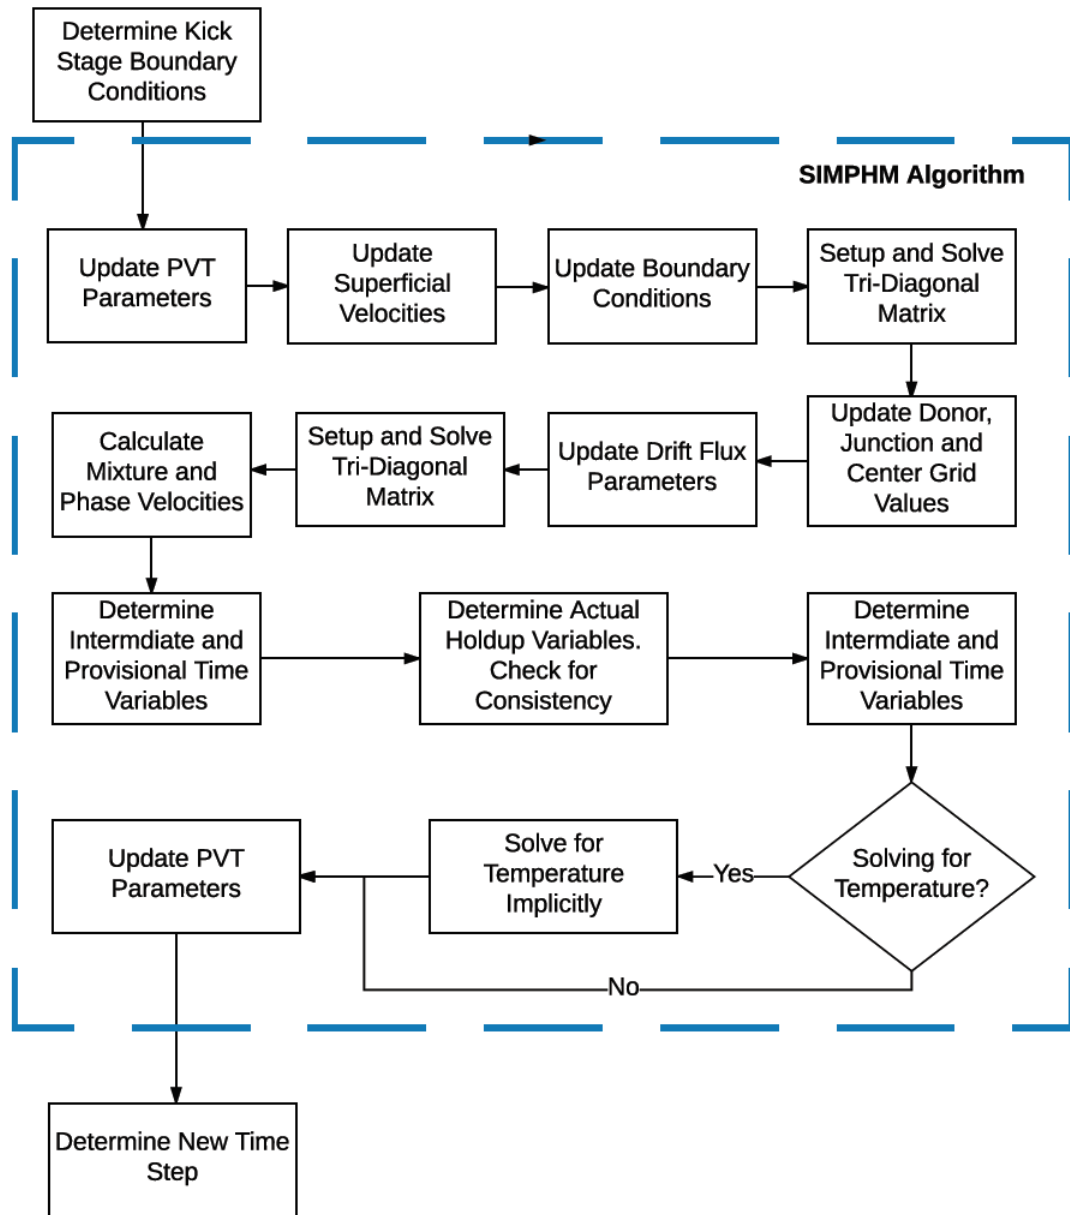 Determine Kick
Stage Boundary
Conditions
SIMPHM Algorithm
Update PVT
Parameters
Update
Superficial
Velocities
Update Boundary
Conditions
Setup and Solve
Tri-Diagonal
Matrix
Update Donor,
Junction and
Center Grid
Values
Update Drift Flux
Parameters
Setup and Solve
Tri-Diagonal
Matrix
Calculate
Mixture and
Phase Velocities
Determine
Intermdiate and
Provisional Time
Variables
Determine Actual
Holdup Variables.
Check for
Consistency
Determine
Intermdiate and
Provisional Time
Variables
Solving for
Temperature?
Yes
Solve for
Temperature
Implicitly
Update PVT
Parameters
No
Determine New Time
Step